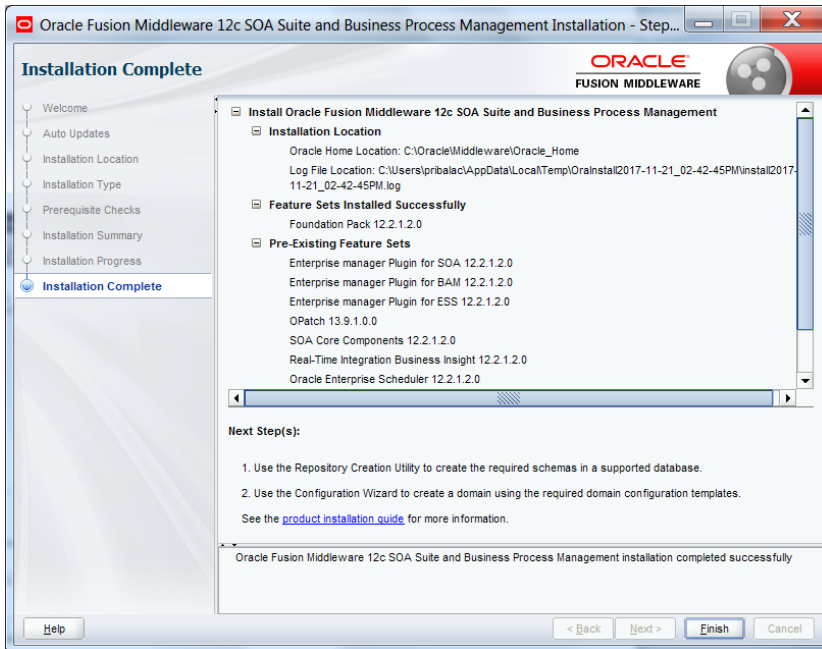 Oracle Fusion Middleware 12c SOA Suite and Business Process Management Installation - Step...
Installation Complete
ORACLE
FUSION MIDDLEWARE
Welcome
Auto Updates
Installation Location
Installation Type
Prerequisite Checks
Installation Summary
Installation Progress
Installation Complete
Install Oracle Fusion Middleware 12c SOA Suite and Business Process Management
Installation Location
Oracle Home Location: C:\Oracle\Middleware\Oracle_Home
Log File Location: C:\Users\pribalac\AppData\Local\Temp\OraInstall2017-11-21_02-42-45PM\install2017-
11-21_02-42-45PM.log
Feature Sets Installed Successfully
Foundation Pack 12.2.1.2.0
Pre-Existing Feature Sets
Enterprise manager Plugin for SOA 12.2.1.2.0
Enterprise manager Plugin for BAM 12.2.1.2.0
Enterprise manager Plugin for ESS 12.2.1.2.0
OPatch 13.9.1.0.0
SOA Core Components 12.2.1.2.0
Real-Time Integration Business Insight 12.2.1.2.0
Oracle Enterprise Scheduler 12.2.1.2.0
Next Step(s):
1. Use the Repository Creation Utility to create the required schemas in a supported database.
2. Use the Configuration Wizard to create a domain using the required domain configuration templates.
See the product installation guide for more information.
Oracle Fusion Middleware 12c SOA Suite and Business Process Management installation completed successfully
Help
< Back
Next >
Finish
Cancel